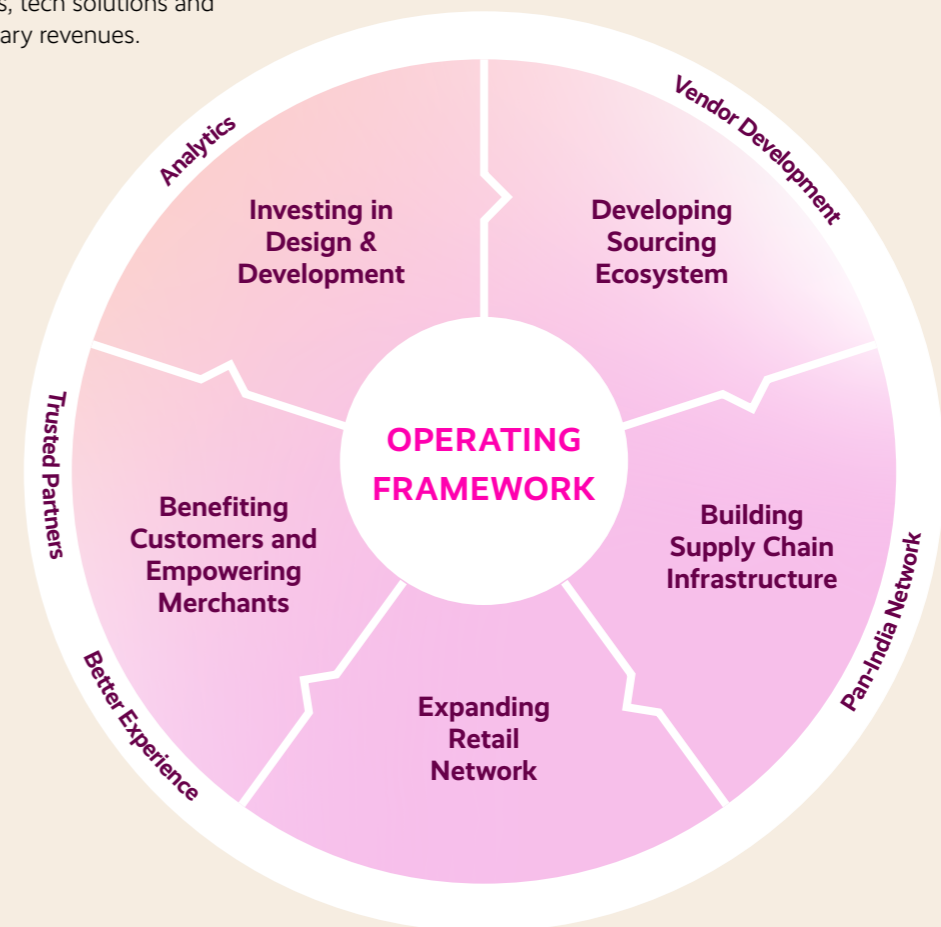 tech solutions and
revenues.
Analytics
Vendor Development
Investing in
Design &
Development
Developing
Sourcing
Ecosystem
OPERATING
FRAMEWORK
Trusted Partners
Benefiting
Customers and
Empowering
Merchants
Building
Supply Chain
Infrastructure
Pan-India Network
Better Experience
Expanding
Retail
Network